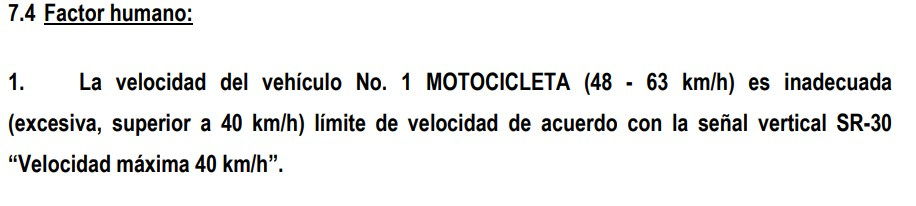 7.4 Factor humano:
1. La velocidad del vehículo No. 1 MOTOCICLETA (48 - 63 km/h) es inadecuada
(excesiva, superior a 40 km/h) límite de velocidad de acuerdo con la señal vertical SR-30
“Velocidad máxima 40 km/h”.